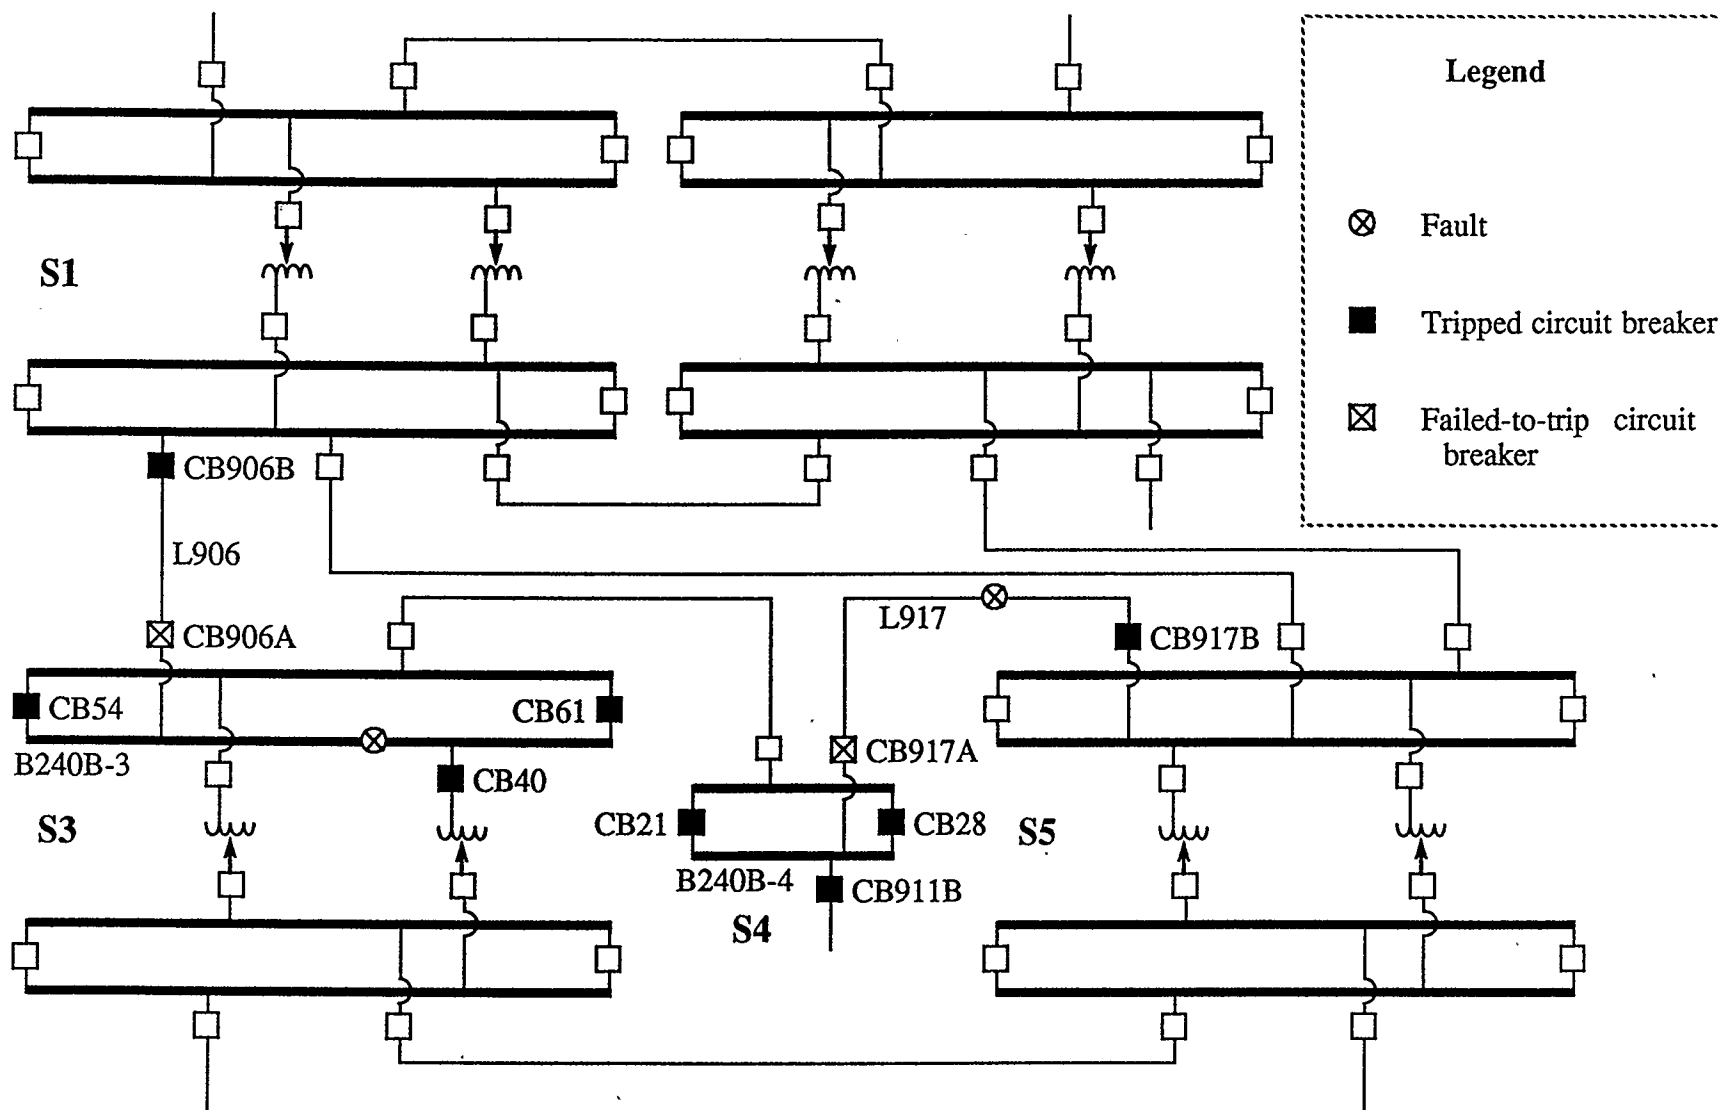 Legend
Fault
S1
Tripped circuit breaker
Failed-to-trip circuit
breaker
CB906B
L906
L917
CB906A
CB917B
CB54
CB61
CB917A
B240B-3
CB40
S3
CB21
CB28
S5
B240B-4
CB911B
S4